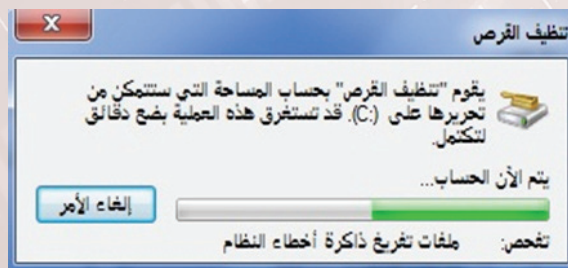 تنظيف القرص
يقوم "تنظيف القرص" بحساب المساحة التي ستتمكن من
تحريرها على (C:). قد تستغرق هذه العملية بضع دقائق
لتكتمل.
يتم الآن الحساب...
إلغاء الأمر
تفحص: ملفات تفريغ ذاكرة أخطاء النظام